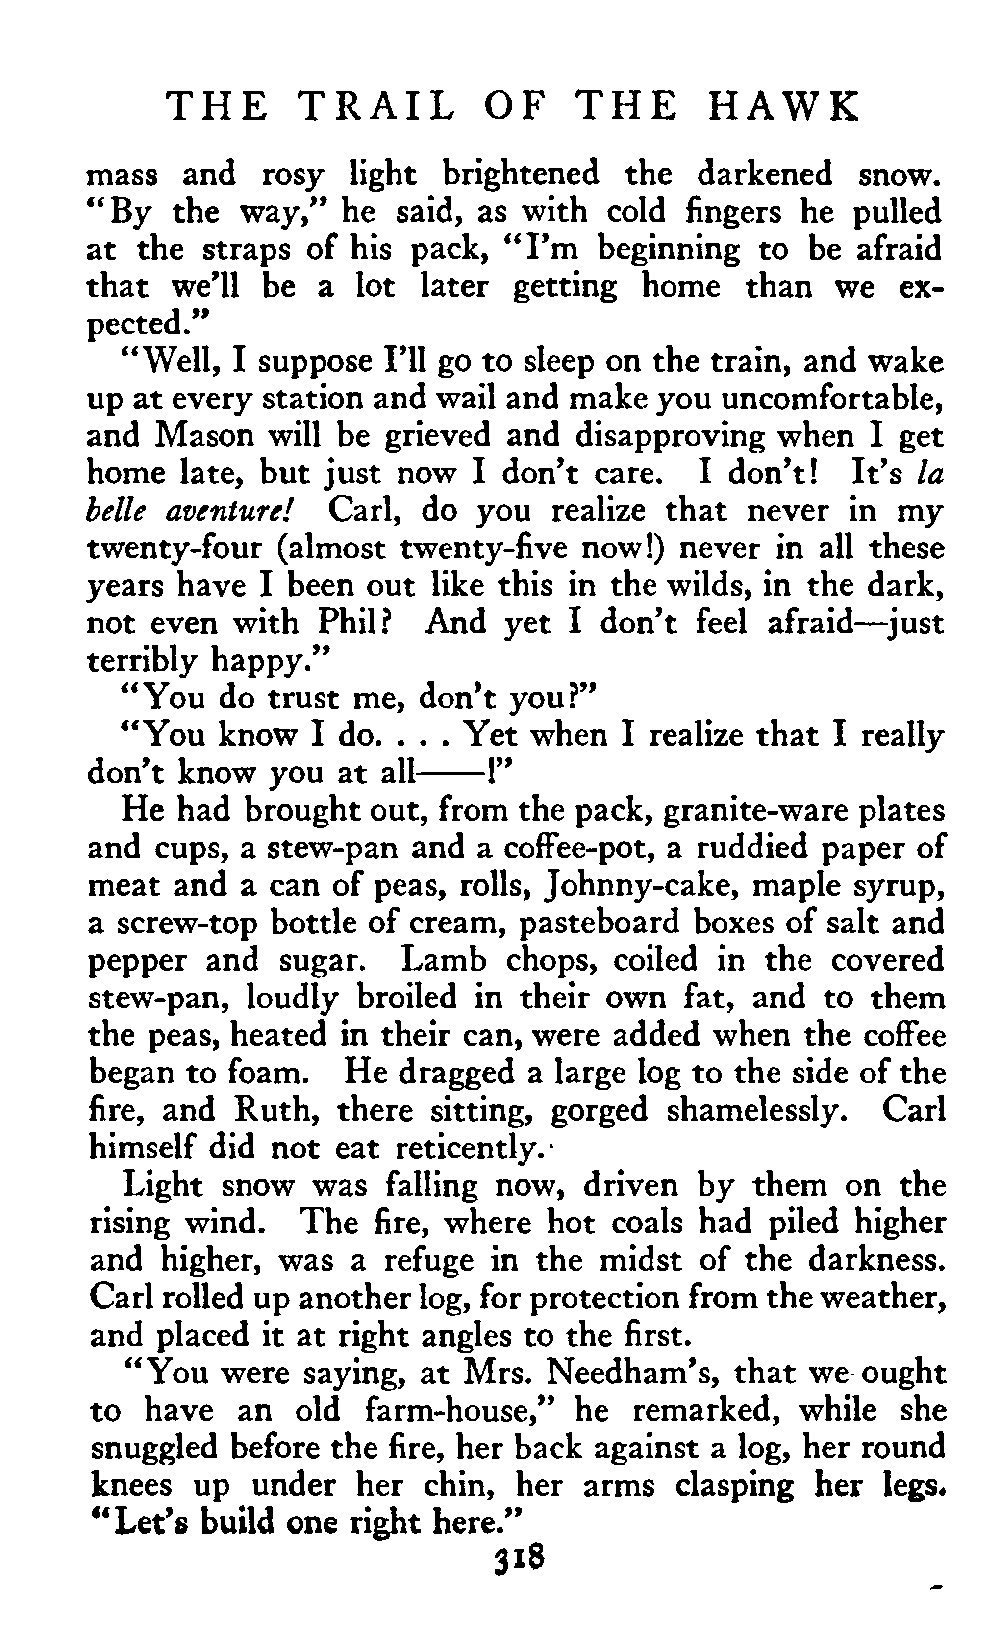 THE TRAIL OF THE HAWK
mass and rosy light brightened the darkened snow.
"By the way," he said, as with cold fingers he pulled
at the straps of his pack, "I'm beginning to be afraid
that we'll be a lot later getting home than we ex-
pected."
"Well, I suppose I'll go to sleep on the train, and wake
up at every station and wail and make you uncomfortable,
and Mason will be grieved and disapproving when I get
home late, but just now I don't care. I don't! It's la
belle aventure! Carl, do you realize that never in my
twenty-four (almost twenty-five now!) never in all these
years have I been out like this in the wilds, in the dark,
not even with Phil? And yet I don't feel afraid—just
terribly happy."
"You do trust me, don't you?"
"You know I do. . . . Yet when I realize that I really
don't know you at all——!"
He had brought out, from the pack, granite-ware plates
and cups, a stew-pan and a coffee-pot, a ruddied paper of
meat and a can of peas, rolls, Johnny-cake, maple syrup,
a screw-top bottle of cream, pasteboard boxes of salt and
pepper and sugar. Lamb chops, coiled in the covered
stew-pan, loudly broiled in their own fat, and to them
the peas, heated in their can, were added when the coffee
began to foam. He dragged a large log to the side of the
fire, and Ruth, there sitting, gorged shamelessly. Carl
himself did not eat reticently.
Light snow was falling now, driven by them on the
rising wind. The fire, where hot coals had piled higher
and higher, was a refuge in the midst of the darkness.
Carl rolled up another log, for protection from the weather,
and placed it at right angles to the first.
"You were saying, at Mrs. Needham's, that we ought
to have an old farm-house," he remarked, while she
snuggled before the fire, her back against a log, her round
knees up under her chin, her arms clasping her legs.
"Let's build one right here."
318